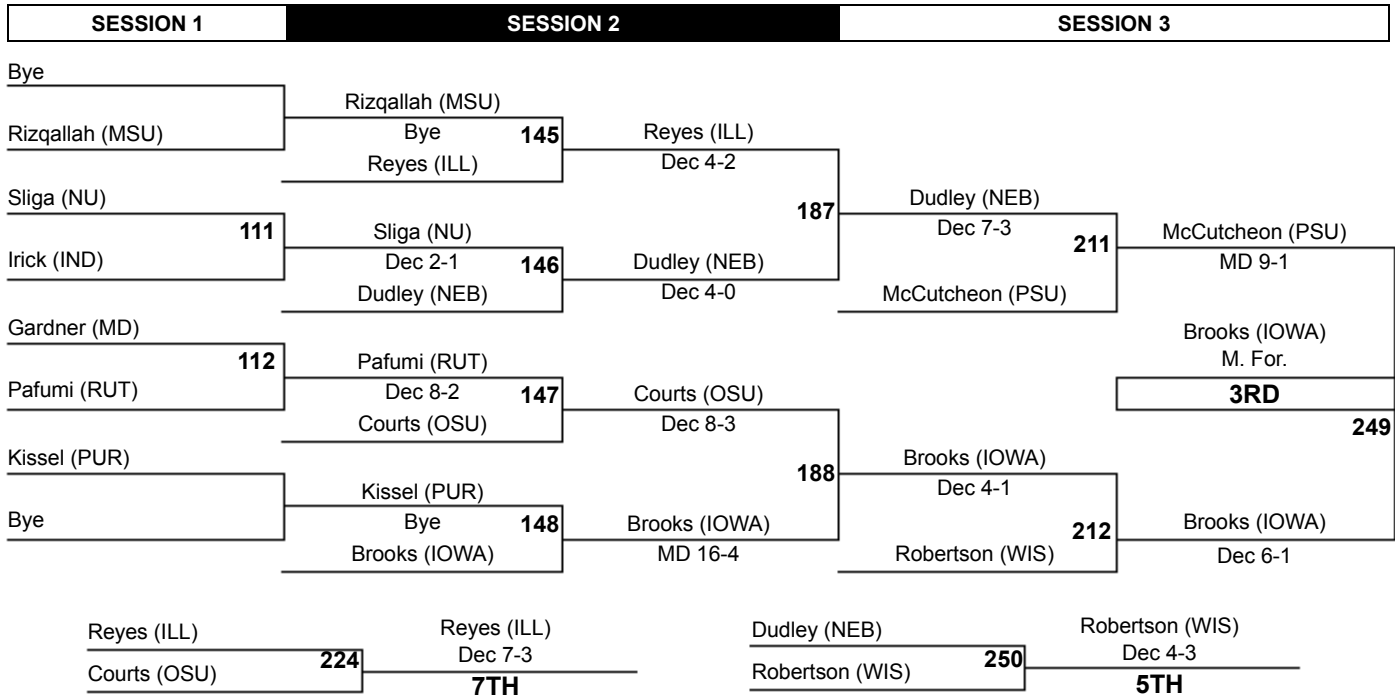 SESSION 1
SESSION 2
SESSION 3
Bye
Rizqallah (MSU)
Sliga (NU)
111
Irick (IND)
Gardner (MD)
112
Pafumi (RUT)
Kissel (PUR)
Bye
Rizqallah (MSU)
Bye
145
Reyes (ILL)
Sliga (NU)
Dec 2-1
146
Dudley (NEB)
Pafumi (RUT)
Dec 8-2
147
Courts (OSU)
Kissel (PUR)
Bye
148
Brooks (IOWA)
Reyes (ILL)
Dec 4-2
187
Dudley (NEB)
Dec 4-0
Courts (OSU)
Dec 8-3
188
Brooks (IOWA)
MD 16-4
Dudley (NEB)
Dec 7-3
211
McCutcheon (PSU)
Brooks (IOWA)
Dec 4-1
212
Robertson (WIS)
McCutcheon (PSU)
MD 9-1
Brooks (IOWA)
M. For.
3RD
249
Brooks (IOWA)
Dec 6-1
Reyes (ILL)
224
Courts (OSU)
Reyes (ILL)
Dec 7-3
7TH
Dudley (NEB)
250
Robertson (WIS)
Robertson (WIS)
Dec 4-3
5TH